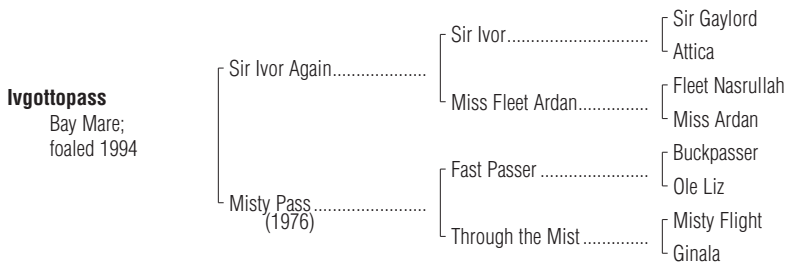 Sir Gaylord
Sir Ivor..............................
Attica
Sir Ivor Again....................
Fleet Nasrullah
Miss Fleet Ardan...............
Miss Ardan
Ivgottopass
Bay Mare;
foaled 1994
Buckpasser
Fast Passer .......................
Ole Liz
Misty Pass........................
(1976)
Misty Flight
Through the Mist..............
Ginala